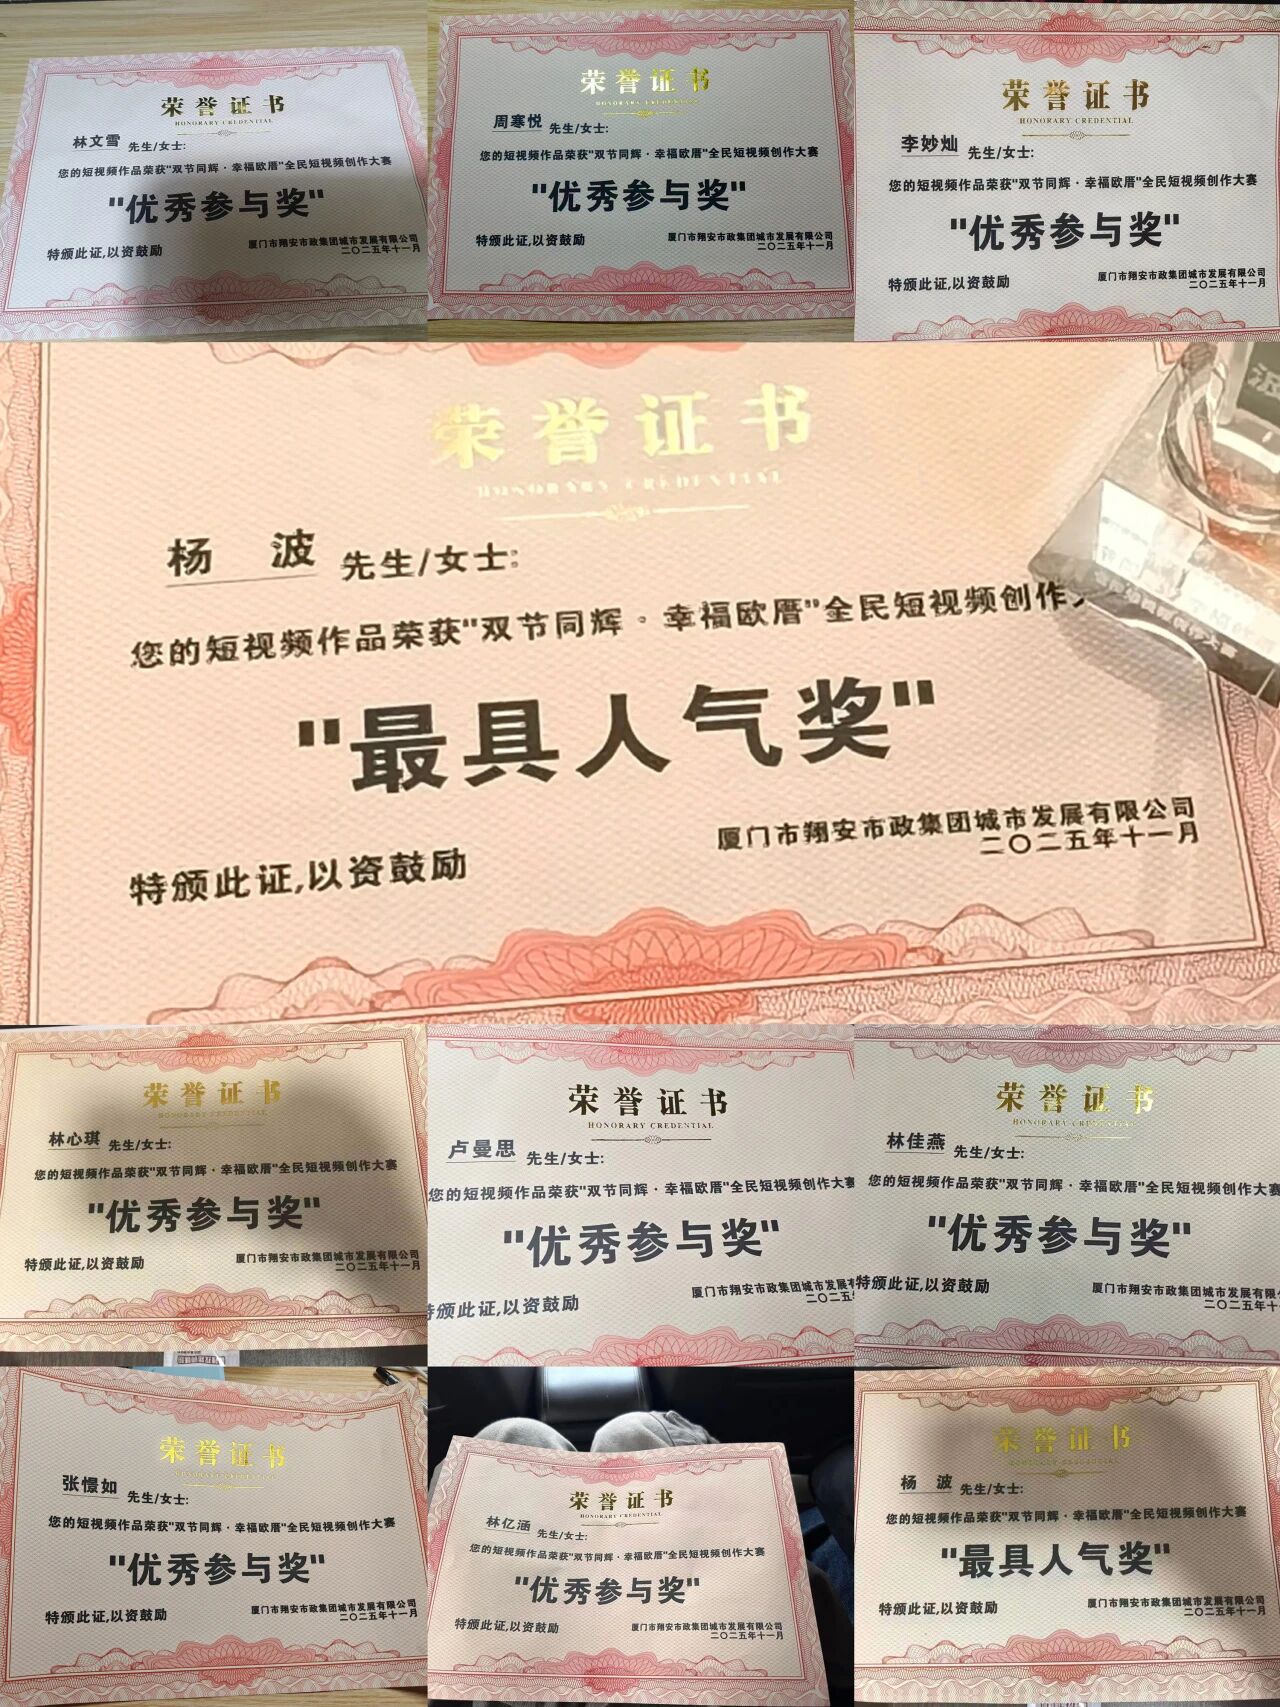 荣誉证书
HONORARY CREDENTIAL
林文雪 先生/女士:
您的短视频作品荣获"双节同辉·幸福欧厝"全民短视频创作大赛
"优秀参与奖"
特颁此证,以资鼓励
厦门市翔安市政集团城市发展有限公司
二〇二五年十一月
荣誉证书
HONORARY CREDENTIAL
周寒悦 先生/女士:
您的短视频作品荣获"双节同辉·幸福欧厝"全民短视频创作大赛
"优秀参与奖"
特颁此证,以资鼓励
厦门市翔安市政集团城市发展有限公司
二〇二五年十一月
荣誉证书
HONORARY CREDENTIAL
李妙灿 先生/女士:
您的短视频作品荣获"双节同辉·幸福欧厝"全民短视频创作大赛
"优秀参与奖"
特颁此证,以资鼓励
厦门市翔安市政集团城市发展有限公司
二〇二五年十一月
荣誉证书
HONORARY CREDENTIAL
杨 波 先生/女士:
您的短视频作品荣获"双节同辉·幸福欧厝"全民短视频创作
"最具人气奖"
厦门市翔安市政集团城市发展有限公司
二〇二五年十一月
特颁此证,以资鼓励
荣誉证书
HONORARY CREDENTIAL
林心琪 先生/女士:
您的短视频作品荣获"双节同辉·幸福欧厝"全民短视频创作大赛
"优秀参与奖"
特颁此证,以资鼓励
厦门市翔安市政集团城市发展有限公司
二〇二五年十一月
荣誉证书
HONORARY CREDENTIAL
卢曼思 先生/女士:
您的短视频作品荣获"双节同辉·幸福欧厝"全民短视频创作大赛
"优秀参与奖"
特颁此证,以资鼓励
厦门市翔安市政集团城市发展
二〇二五
荣誉证书
HONORARY CREDENTIAL
林佳燕 先生/女士:
您的短视频作品荣获"双节同辉·幸福欧厝"全民短视频创作大赛
"优秀参与奖"
特颁此证,以资鼓励
厦门市翔安市政集团城市发展有限公
二〇二五年十
荣誉证书
HONORARY CREDENTIAL
张憬如 先生/女士:
您的短视频作品荣获"双节同辉·幸福欧厝"全民短视频创作大赛
"优秀参与奖"
特颁此证,以资鼓励
厦门市翔安市政集团城市发展有限公司
二〇二五年十一月
荣誉证书
HONORARY CREDENTIAL
林亿涵 先生/女士:
您的短视频作品荣获"双节同辉·幸福欧厝"全民短视频创作大赛
"优秀参与奖"
特颁此证,以资鼓励
厦门市翔安市政集团城市发展有限公司
二〇二五年十一月
荣誉证书
HONORARY CREDENTIAL
杨 波 先生/女士:
您的短视频作品荣获"双节同辉·幸福欧厝"全民短视频创作大赛
"最具人气奖"
特颁此证,以资鼓励
厦门市翔安市政集团城市发展有限公司
二〇二五年十一月